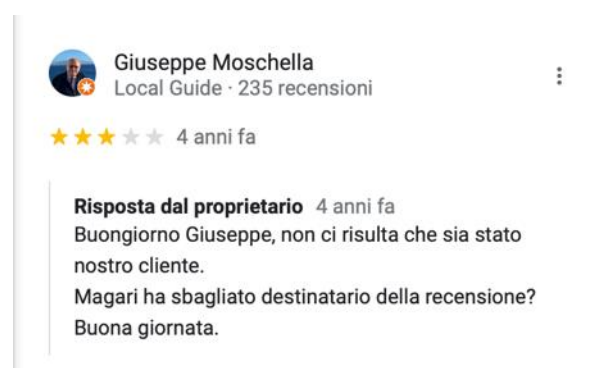 Giuseppe Moschella
Local Guide · 235 recensioni
4 anni fa
Risposta dal proprietario 4 anni fa
Buongiorno Giuseppe, non ci risulta che sia stato
nostro cliente.
Magari ha sbagliato destinatario della recensione?
Buona giornata.